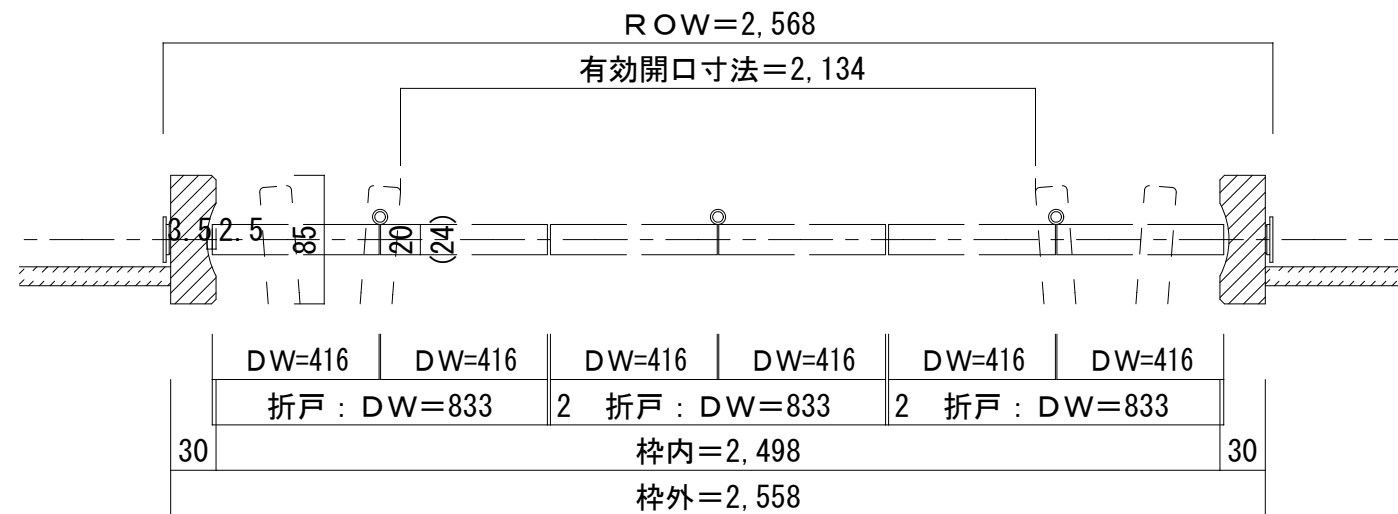 ROW=2,568
有効開口寸法=2,134
3.5 2.5
85
20
(24)
DW=416 DW=416 DW=416 DW=416 DW=416 DW=416
折戸：DW=833 2 折戸：DW=833 2 折戸：DW=833
30 枠内=2,498 30
枠外=2,558